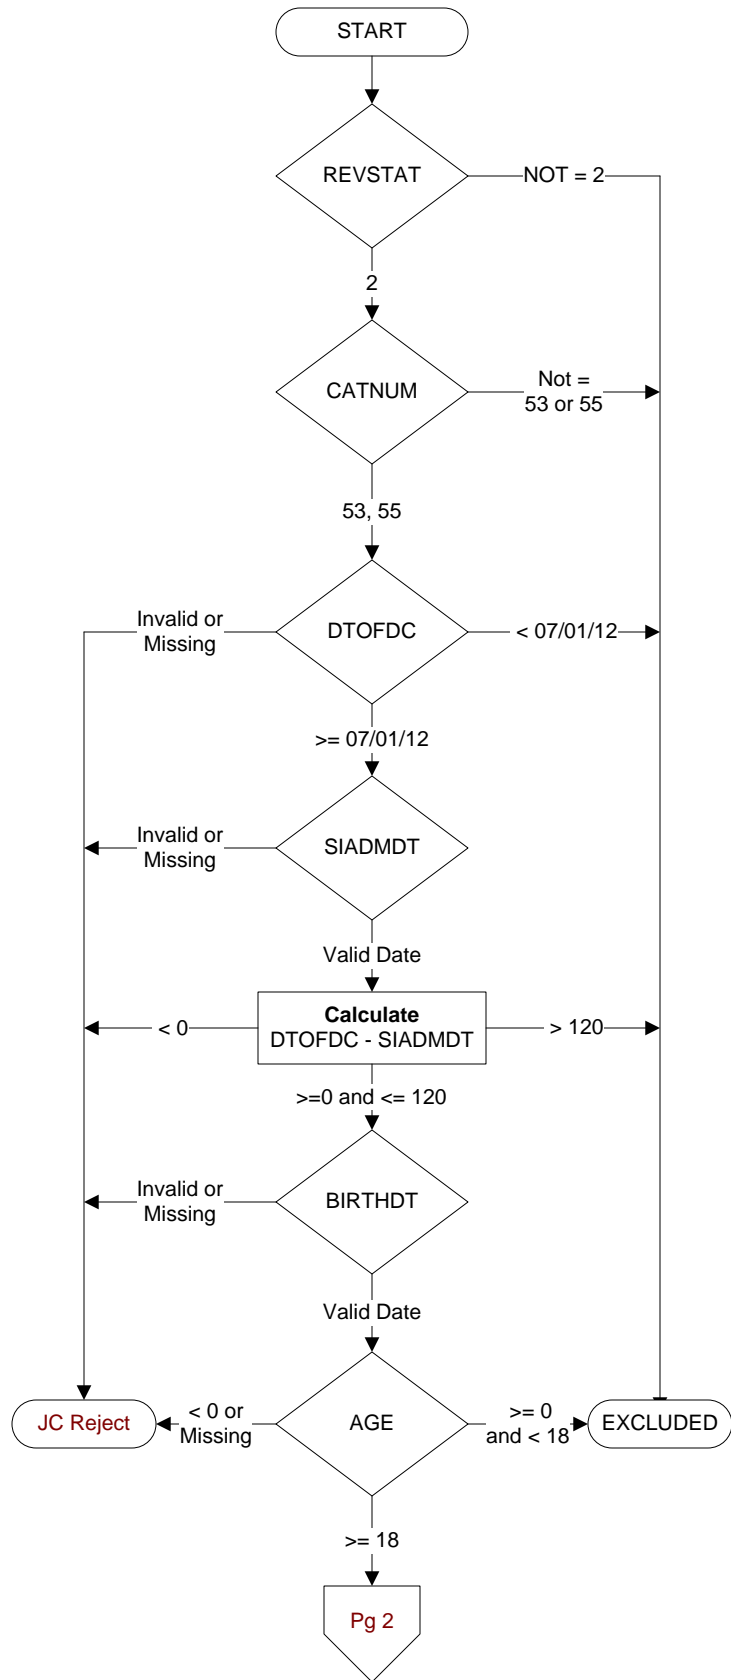 START
REVSTAT
NOT = 2
2
CATNUM
Not =
53 or 55
53, 55
Invalid or
Missing
DTOFDC
< 07/01/12
>= 07/01/12
Invalid or
Missing
SIADMDT
Valid Date
< 0
Calculate
DTOFDC - SIADMDT
> 120
>=0 and <= 120
Invalid or
Missing
BIRTHDT
Valid Date
JC Reject
< 0 or
Missing
AGE
>= 0
and < 18
EXCLUDED
>= 18
Pg 2